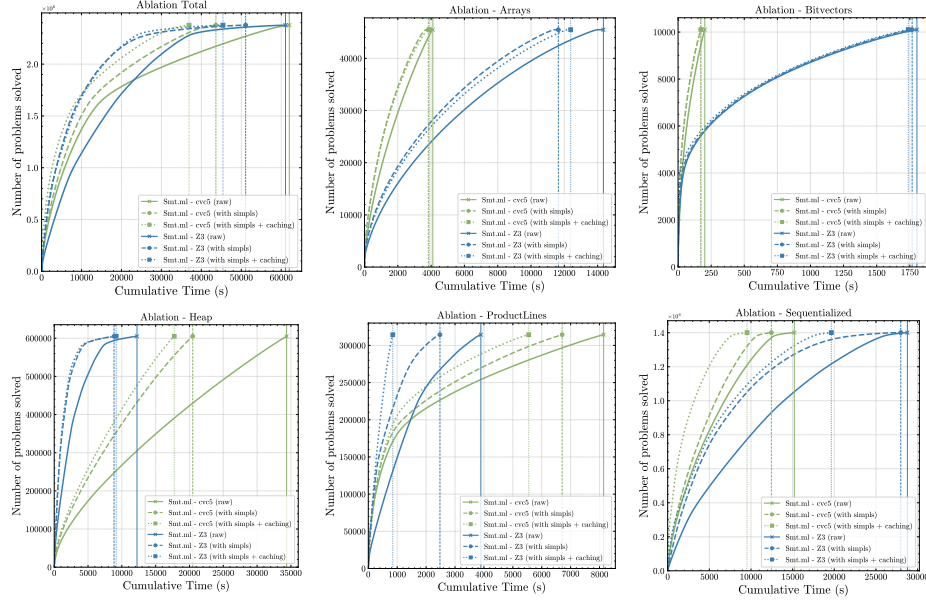 Ablation Total
1e6
Number of problems solved
2.4
1.8
1.2
0.6
0.0
0
10000
20000
30000
40000
50000
60000
Cumulative Time (s)
Smt.ml - cvc5 (raw)
Smt.ml - cvc5 (with simpls)
Smt.ml - cvc5 (with simpls + caching)
Smt.ml - Z3 (raw)
Smt.ml - Z3 (with simpls)
Smt.ml - Z3 (with simpls + caching)
Ablation - Arrays
Number of problems solved
40000
30000
20000
10000
0
0
2000
4000
6000
8000
10000
12000
14000
Cumulative Time (s)
Smt.ml - cvc5 (raw)
Smt.ml - cvc5 (with simpls)
Smt.ml - cvc5 (with simpls + caching)
Smt.ml - Z3 (raw)
Smt.ml - Z3 (with simpls)
Smt.ml - Z3 (with simpls + caching)
Ablation - Bitvectors
Number of problems solved
10000
8000
6000
4000
2000
0
0
250
500
750
1000
1250
1500
1750
Cumulative Time (s)
Smt.ml - cvc5 (raw)
Smt.ml - cvc5 (with simpls)
Smt.ml - cvc5 (with simpls + caching)
Smt.ml - Z3 (raw)
Smt.ml - Z3 (with simpls)
Smt.ml - Z3 (with simpls + caching)
Ablation - Heap
Number of problems solved
600000
500000
400000
300000
200000
100000
0
0
5000
10000
15000
20000
25000
30000
35000
Cumulative Time (s)
Smt.ml - cvc5 (raw)
Smt.ml - cvc5 (with simpls)
Smt.ml - cvc5 (with simpls + caching)
Smt.ml - Z3 (raw)
Smt.ml - Z3 (with simpls)
Smt.ml - Z3 (with simpls + caching)
Ablation - ProductLines
Number of problems solved
300000
250000
200000
150000
100000
50000
0
0
1000
2000
3000
4000
5000
6000
7000
8000
Cumulative Time (s)
Smt.ml - cvc5 (raw)
Smt.ml - cvc5 (with simpls)
Smt.ml - cvc5 (with simpls + caching)
Smt.ml - Z3 (raw)
Smt.ml - Z3 (with simpls)
Smt.ml - Z3 (with simpls + caching)
Ablation - Sequentialized
Number of problems solved
1.4
1.2
1.0
0.8
0.6
0.4
0.2
0.0
0
5000
10000
15000
20000
25000
30000
Cumulative Time (s)
Smt.ml - cvc5 (raw)
Smt.ml - cvc5 (with simpls)
Smt.ml - cvc5 (with simpls + caching)
Smt.ml - Z3 (raw)
Smt.ml - Z3 (with simpls)
Smt.ml - Z3 (with simpls + caching)